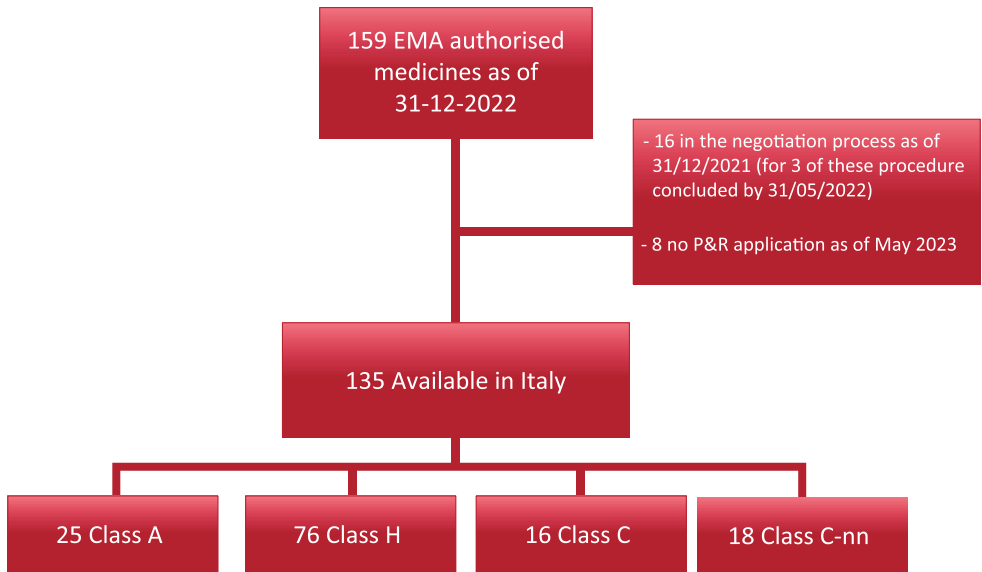 159 EMA authorised
medicines as of
31-12-2022
- 16 in the negotiation process as of
31/12/2021 (for 3 of these procedure
concluded by 31/05/2022)
- 8 no P&R application as of May 2023
135 Available in Italy
25 Class A
76 Class H
16 Class C
18 Class C-nn